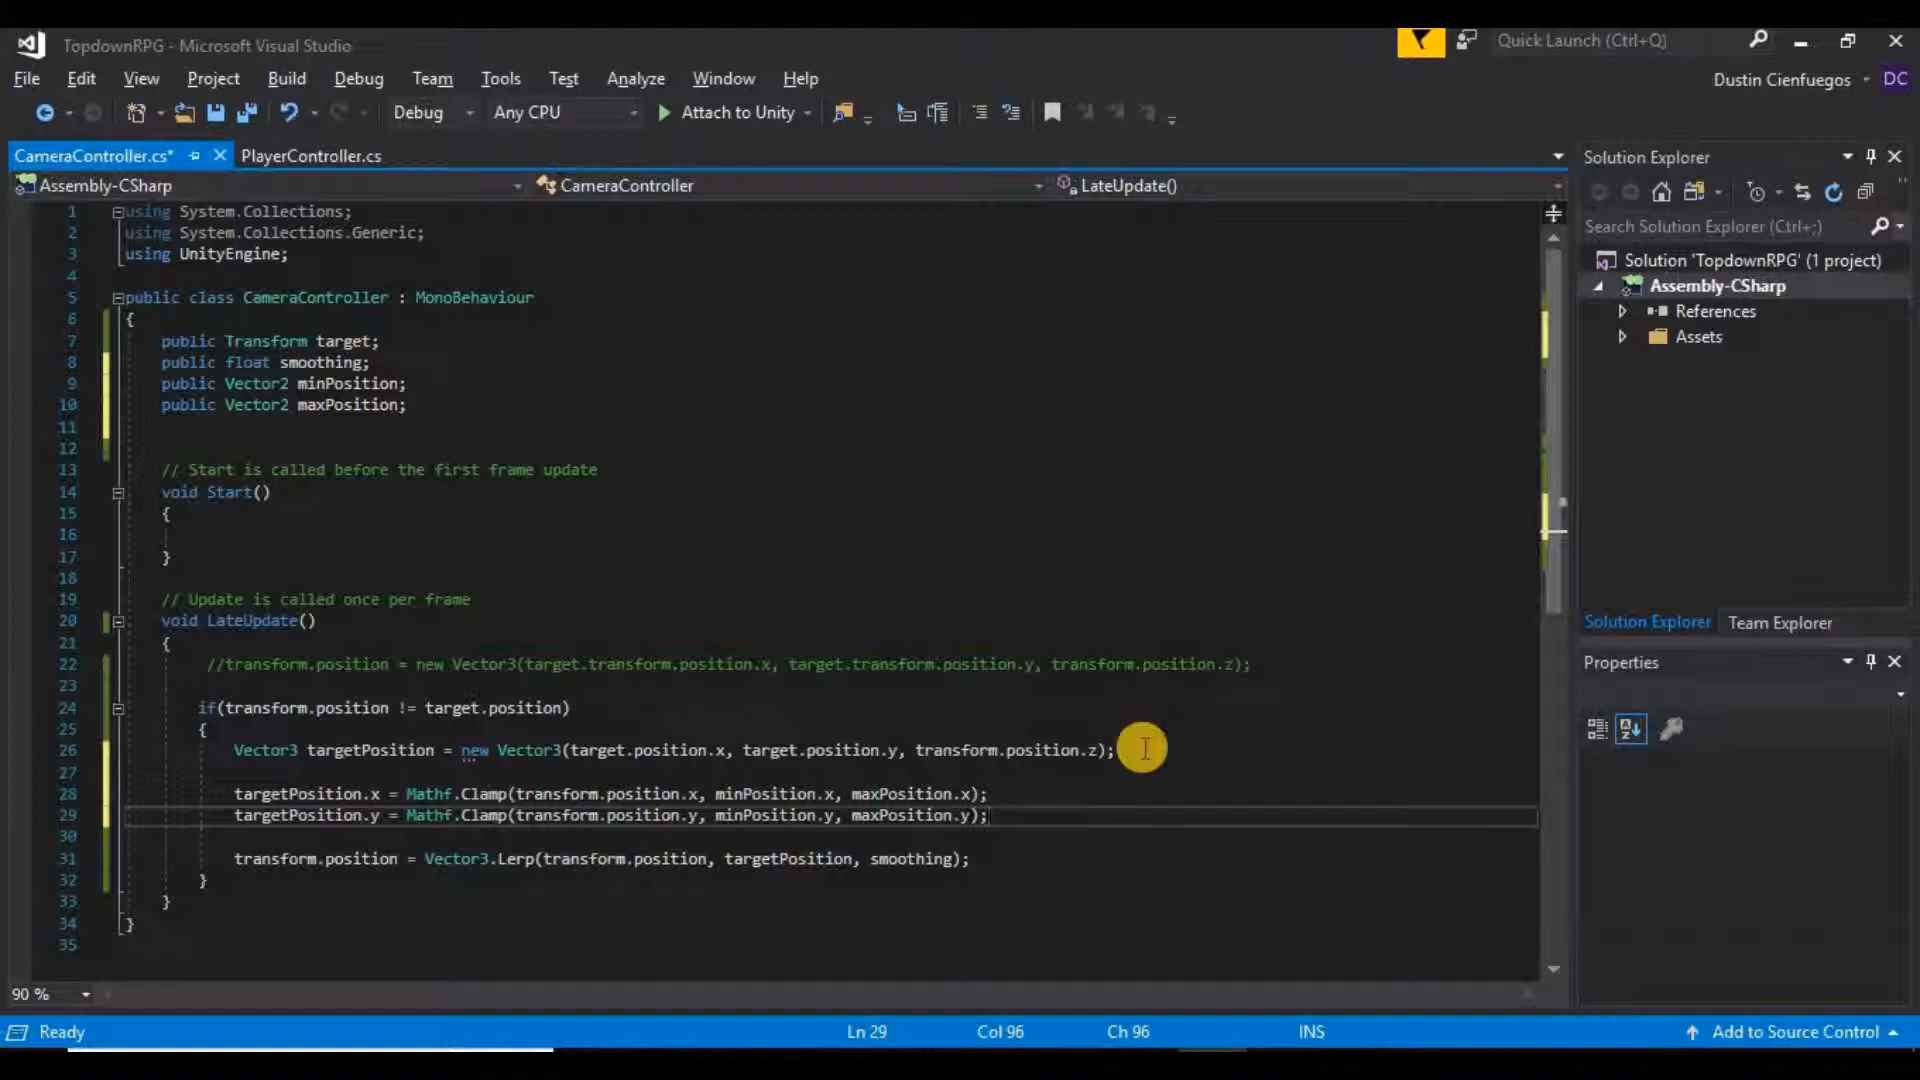 TopdownRPG - Microsoft Visual Studio
Quick Launch (Ctrl+Q)
File Edit View Project Build Debug Team Tools Test Analyze Window Help
Dustin Cienfuegos DC
Debug Any CPU Attach to Unity
CameraController.cs* PlayerController.cs
Assembly-CSharp CameraController LateUpdate()
1 using System.Collections;
2 using System.Collections.Generic;
3 using UnityEngine;
4
5 public class CameraController : MonoBehaviour
6 {
7 public Transform target;
8 public float smoothing;
9 public Vector2 minPosition;
10 public Vector2 maxPosition;
11
12
13 // Start is called before the first frame update
14 void Start()
15 {
16
17 }
18
19 // Update is called once per frame
20 void LateUpdate()
21 {
22 //transform.position = new Vector3(target.transform.position.x, target.transform.position.y, transform.position.z);
23
24 if(transform.position != target.position)
25 {
26 Vector3 targetPosition = new Vector3(target.position.x, target.position.y, transform.position.z);
27
28 targetPosition.x = Mathf.Clamp(transform.position.x, minPosition.x, maxPosition.x);
29 targetPosition.y = Mathf.Clamp(transform.position.y, minPosition.y, maxPosition.y);
30
31 transform.position = Vector3.Lerp(transform.position, targetPosition, smoothing);
32 }
33 }
34 }
35
90 %
Solution Explorer
Search Solution Explorer (Ctrl+;)
Solution 'TopdownRPG' (1 project)
Assembly-CSharp
References
Assets
Solution Explorer Team Explorer
Properties
Ready Ln 29 Col 96 Ch 96 INS Add to Source Control